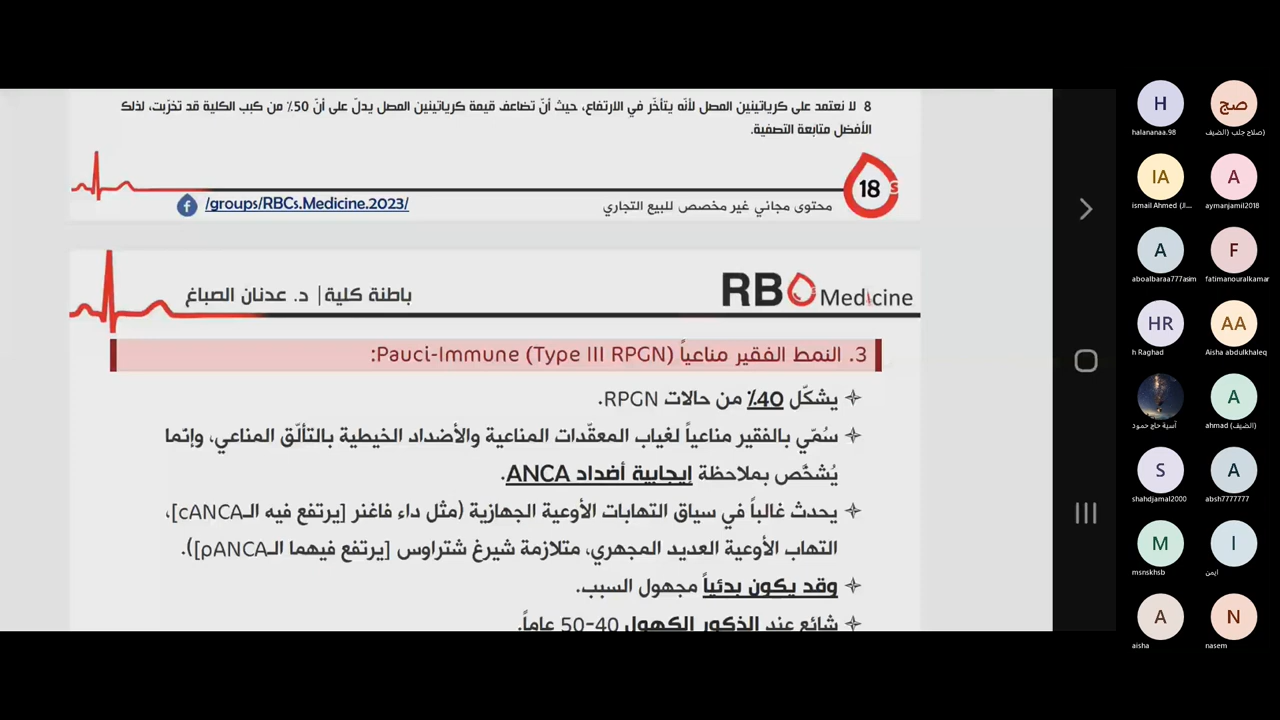 8 لا نعتمد على كرياتينين المصل لأنّه يتأخّر في الارتفاع، حيث أنّ تضاعف قيمة كرياتينين المصل يدلّ على أنّ 50٪ من كبب الكلية قد تخرّبت، لذلك
الأفضل متابعة التصفية.
18
محتوى مجاني غير مخصص للبيع التجاري
/groups/RBCs.Medicine.2023/
RB Medicine
باطنة كلية| د. عدنان الصباغ
3. النمط الفقير مناعياً Pauci-Immune (Type III RPGN):
يشكّل 40٪ من حالات RPGN.
سُمّي بالفقير مناعياً لغياب المعقّدات المناعية والأضداد الخيطية بالتألّق المناعي، وإنّما
يُشخَّص بملاحظة إيجابية أضداد ANCA.
يحدث غالباً في سياق التهابات الأوعية الجهازية (مثل داء فاغنر [يرتفع فيه الـcANCA]،
التهاب الأوعية العديد المجهري، متلازمة شيرغ شتراوس [يرتفع فيهما الـpANCA]).
وقد يكون بدئياً مجهول السبب.
شائع عند الذكور الكهول 40-50 عاماً.
H
halananaa.98
صج
(صلاح جلب (الضيف
IA
ismail Ahmed (ال...
A
aymanjamil2018
A
aboalbaraa777asim
F
fatimanouralkamar
HR
h Raghad
AA
Aisha abdulkhaleq
آسية حاج حمود
A
ahmad (الضيف)
S
shahdjamal2000
A
absh7777777
M
msnskhsb
I
ايمن
A
aisha
N
nasem